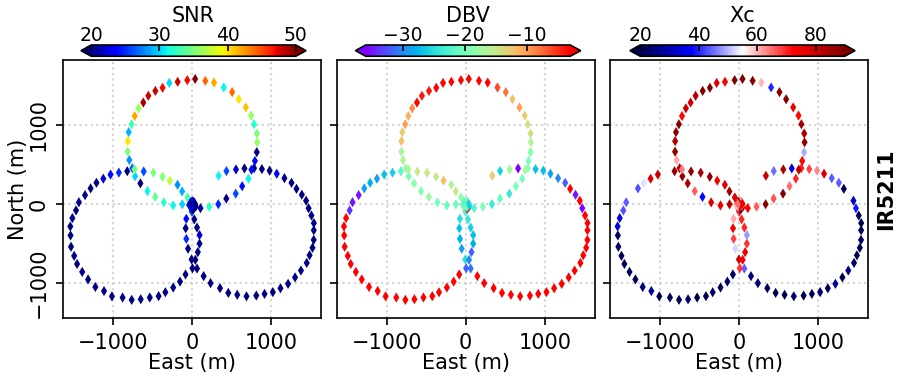 SNR DBV Xc
20 30 40 50 −30 −20 −10 20 40 60 80
North (m)
1000
0
−1000
−1000 0 1000 −1000 0 1000 −1000 0 1000
East (m) East (m) East (m)
IR5211